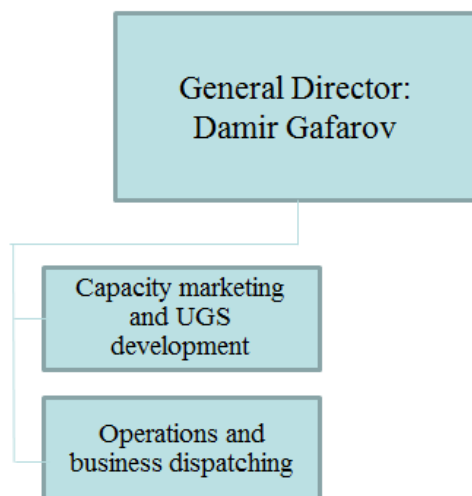 General Director:
Damir Gafarov
Capacity marketing
and UGS
development
Operations and
business dispatching